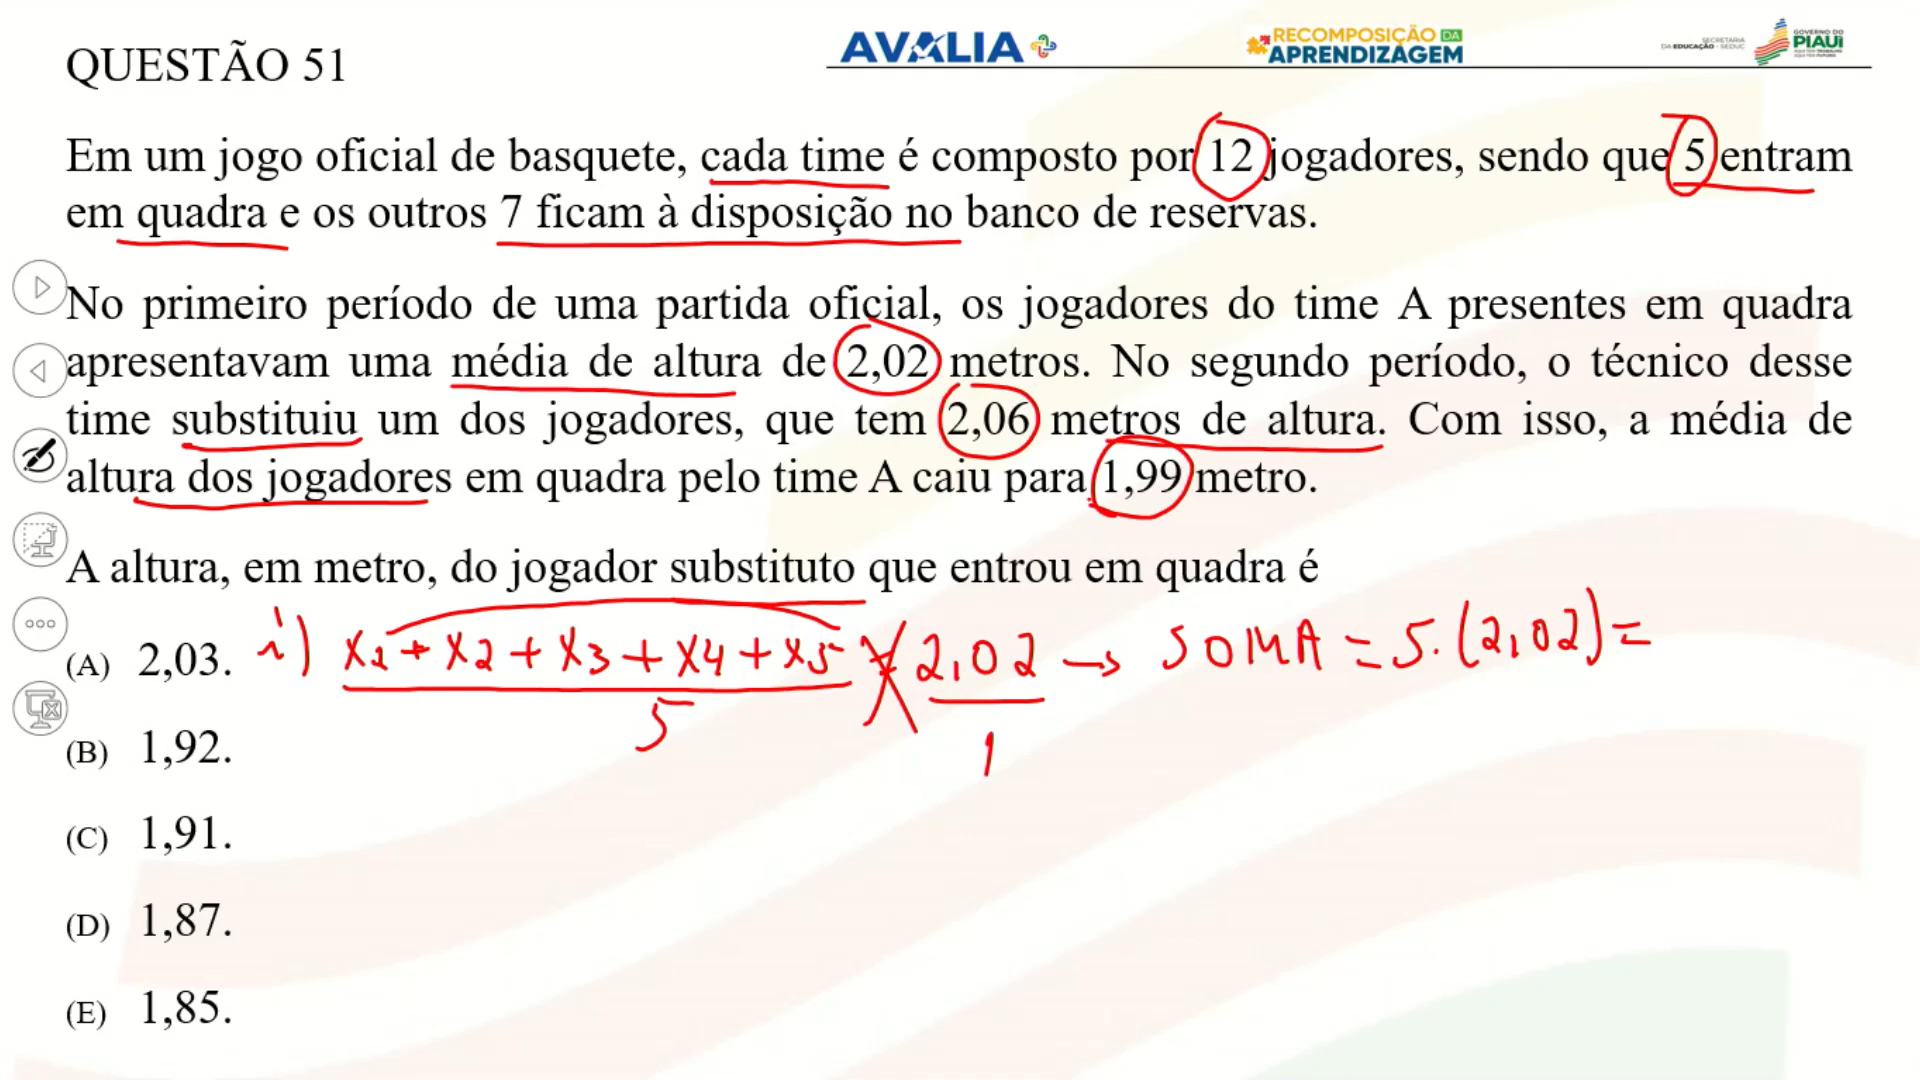 QUESTÃO 51
AVALIA
RECOMPOSIÇÃO DA
APRENDIZAGEM
SECRETARIA
DA EDUCAÇÃO - SEDUC
GOVERNO DO
PIAUÍ
Em um jogo oficial de basquete, cada time é composto por 12 jogadores, sendo que 5 entram
em quadra e os outros 7 ficam à disposição no banco de reservas.
No primeiro período de uma partida oficial, os jogadores do time A presentes em quadra
apresentavam uma média de altura de 2,02 metros. No segundo período, o técnico desse
time substituiu um dos jogadores, que tem 2,06 metros de altura. Com isso, a média de
altura dos jogadores em quadra pelo time A caiu para 1,99 metro.
A altura, em metro, do jogador substituto que entrou em quadra é
(A) 2,03.
i) x1 + x2 + x3 + x4 + x5 = 2,02 → SOMA = 5.(2,02) =
5
1
(B) 1,92.
(C) 1,91.
(D) 1,87.
(E) 1,85.